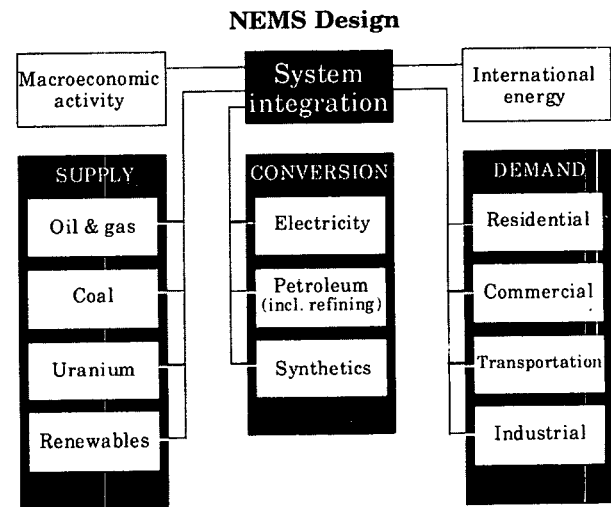 NEMS Design
Macroeconomic
activity
System
integration
International
energy
SUPPLY
Oil & gas
Coal
Uranium
Renewables
CONVERSION
Electricity
Petroleum
(incl. refining)
Synthetics
DEMAND
Residential
Commercial
Transportation
Industrial